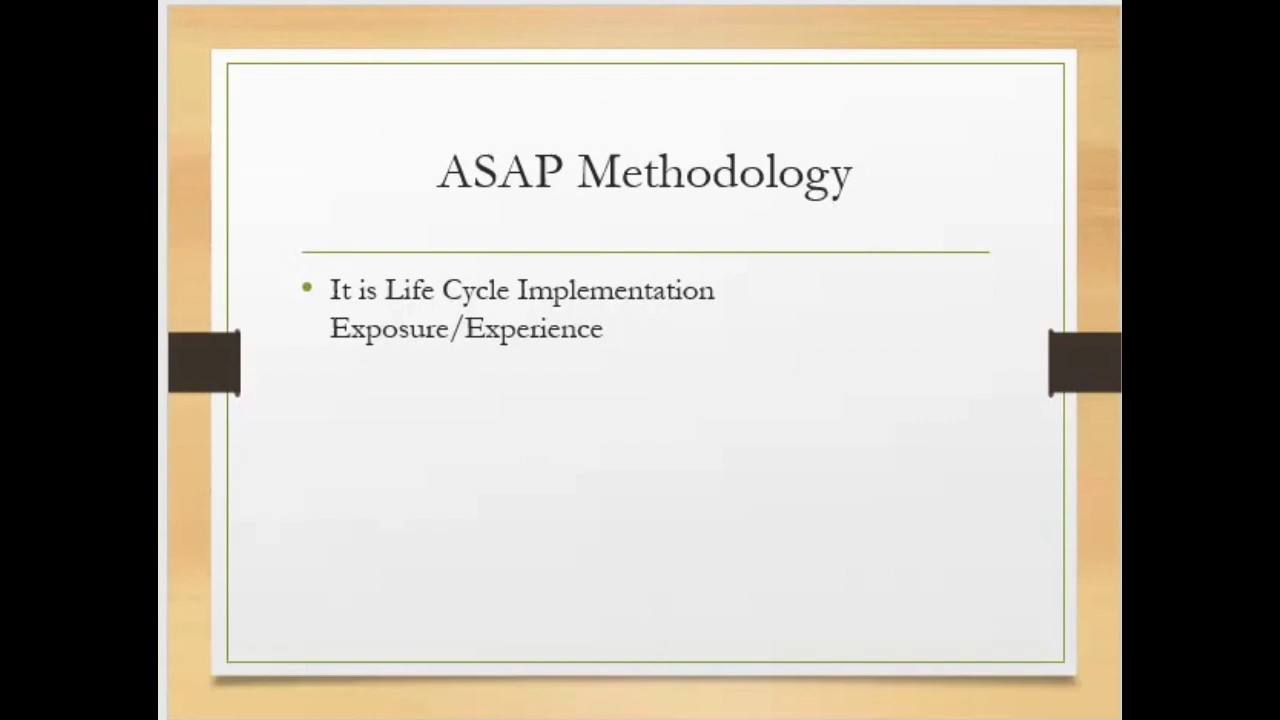 ASAP Methodology
• It is Life Cycle Implementation
Exposure/Experience